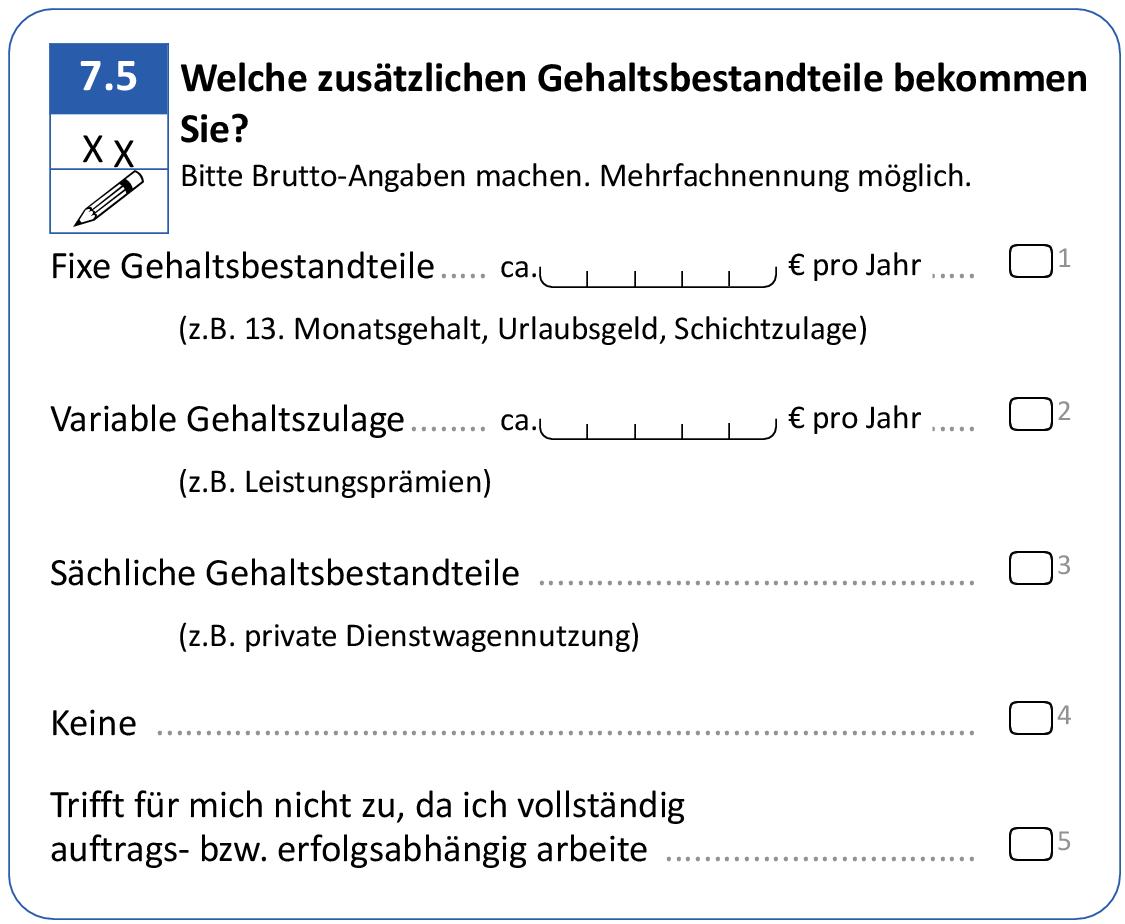 7.5
Welche zusätzlichen Gehaltsbestandteile bekommen
Sie?
X X
Bitte Brutto-Angaben machen. Mehrfachnennung möglich.
Fixe Gehaltsbestandteile ..... ca. € pro Jahr ..... 1
(z.B. 13. Monatsgehalt, Urlaubsgeld, Schichtzulage)
Variable Gehaltszulage ........ ca. € pro Jahr ..... 2
(z.B. Leistungsprämien)
Sächliche Gehaltsbestandteile ............................................. 3
(z.B. private Dienstwagennutzung)
Keine ................................................................................... 4
Trifft für mich nicht zu, da ich vollständig
auftrags- bzw. erfolgsabhängig arbeite ................................ 5